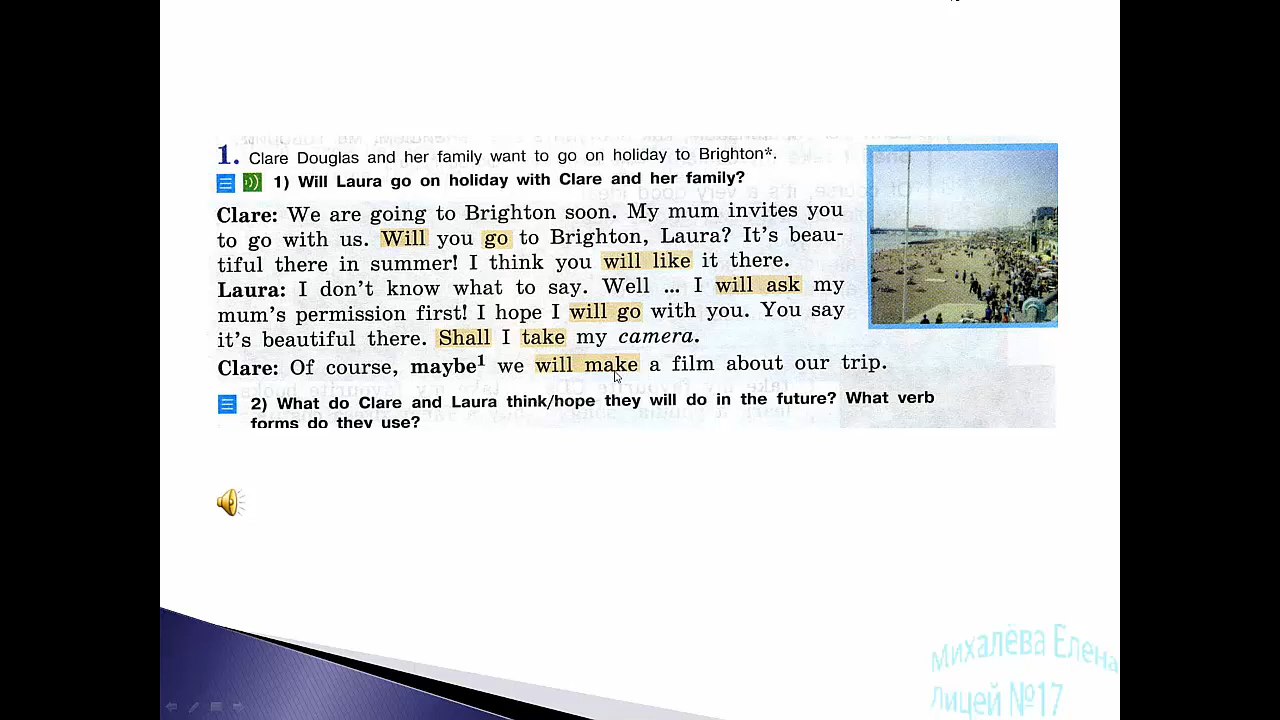 1. Clare Douglas and her family want to go on holiday to Brighton*.
1) Will Laura go on holiday with Clare and her family?
Clare: We are going to Brighton soon. My mum invites you
to go with us. Will you go to Brighton, Laura? It's beau-
tiful there in summer! I think you will like it there.
Laura: I don't know what to say. Well ... I will ask my
mum's permission first! I hope I will go with you. You say
it's beautiful there. Shall I take my camera.
Clare: Of course, maybe¹ we will make a film about our trip.
2) What do Clare and Laura think/hope they will do in the future? What verb
forms do they use?
Михалёва Елена
Лицей №17